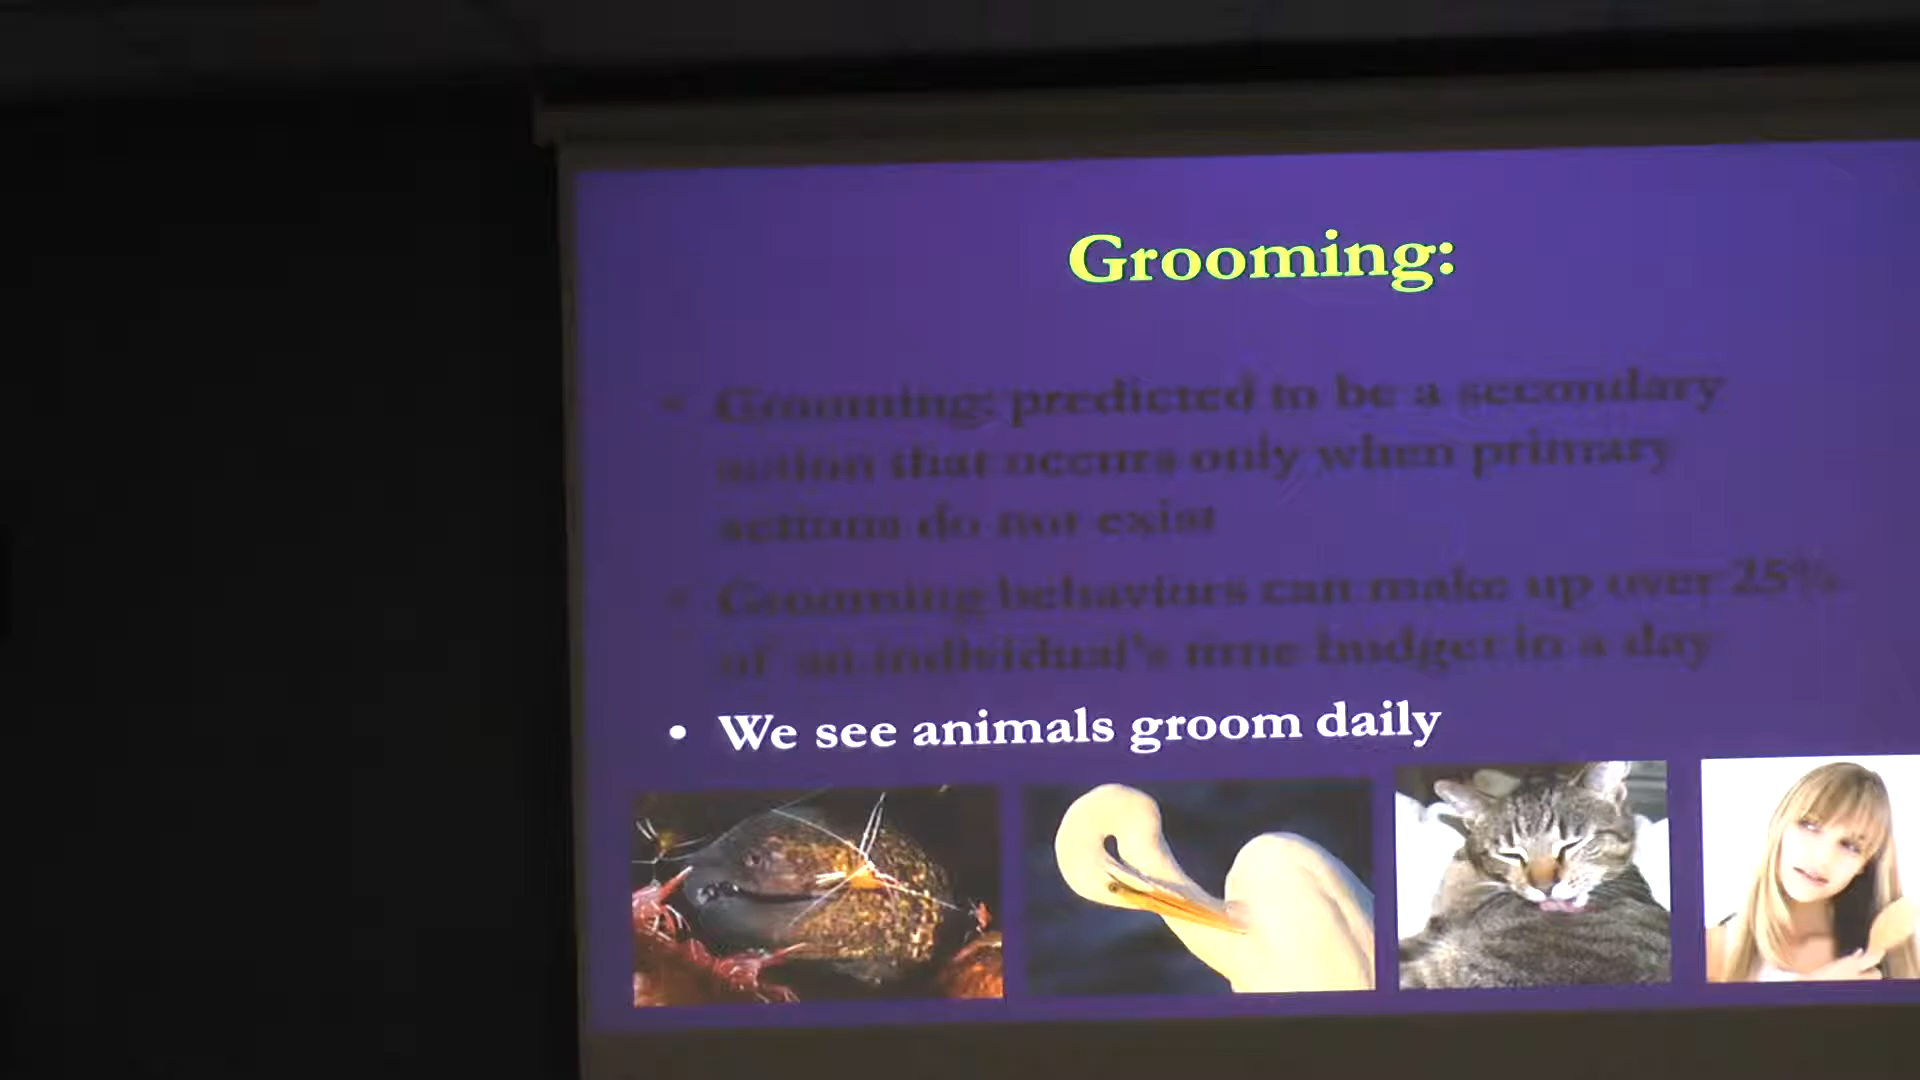 Grooming:
• Grooming: predicted to be a secondary
action that occurs only when primary
actions do not exist
• Grooming behaviors can make up over 25%
of an individual's time budget in a day
• We see animals groom daily